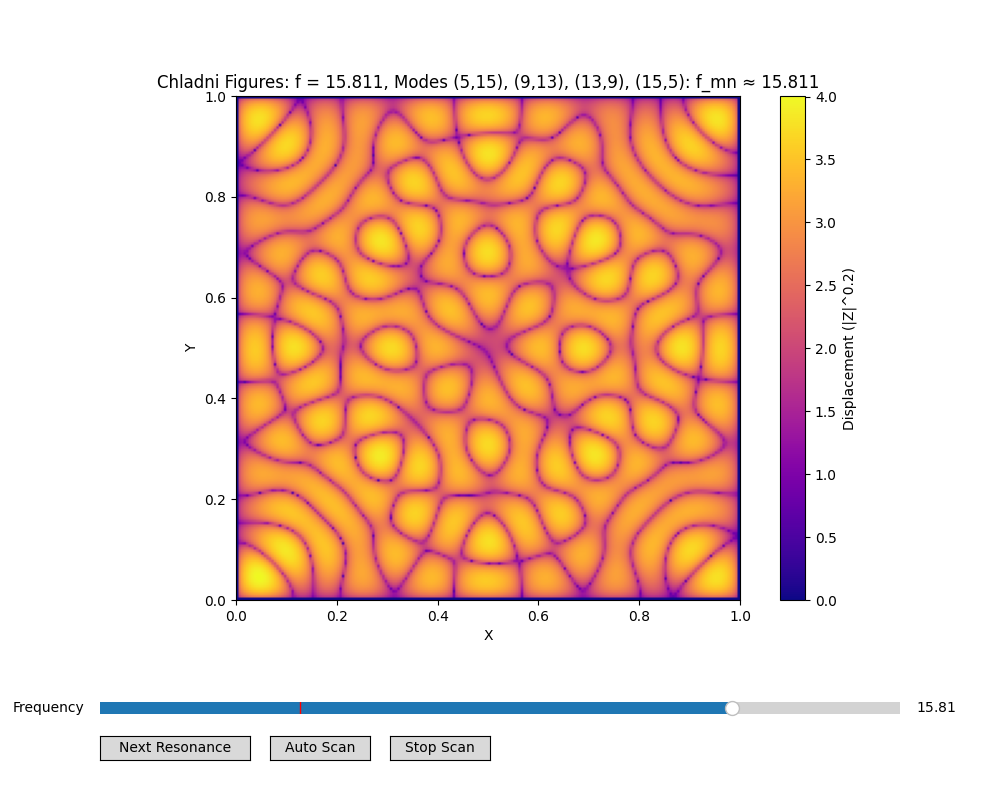 Chladni Figures: f = 15.811, Modes (5,15), (9,13), (13,9), (15,5): f_mn ≈ 15.811
1.0
0.8
0.6
0.4
0.2
0.0
Y
0.0 0.2 0.4 0.6 0.8 1.0
X
4.0
3.5
3.0
2.5
2.0
1.5
1.0
0.5
0.0
Displacement (|Z|^0.2)
Frequency 15.81
Next Resonance Auto Scan Stop Scan